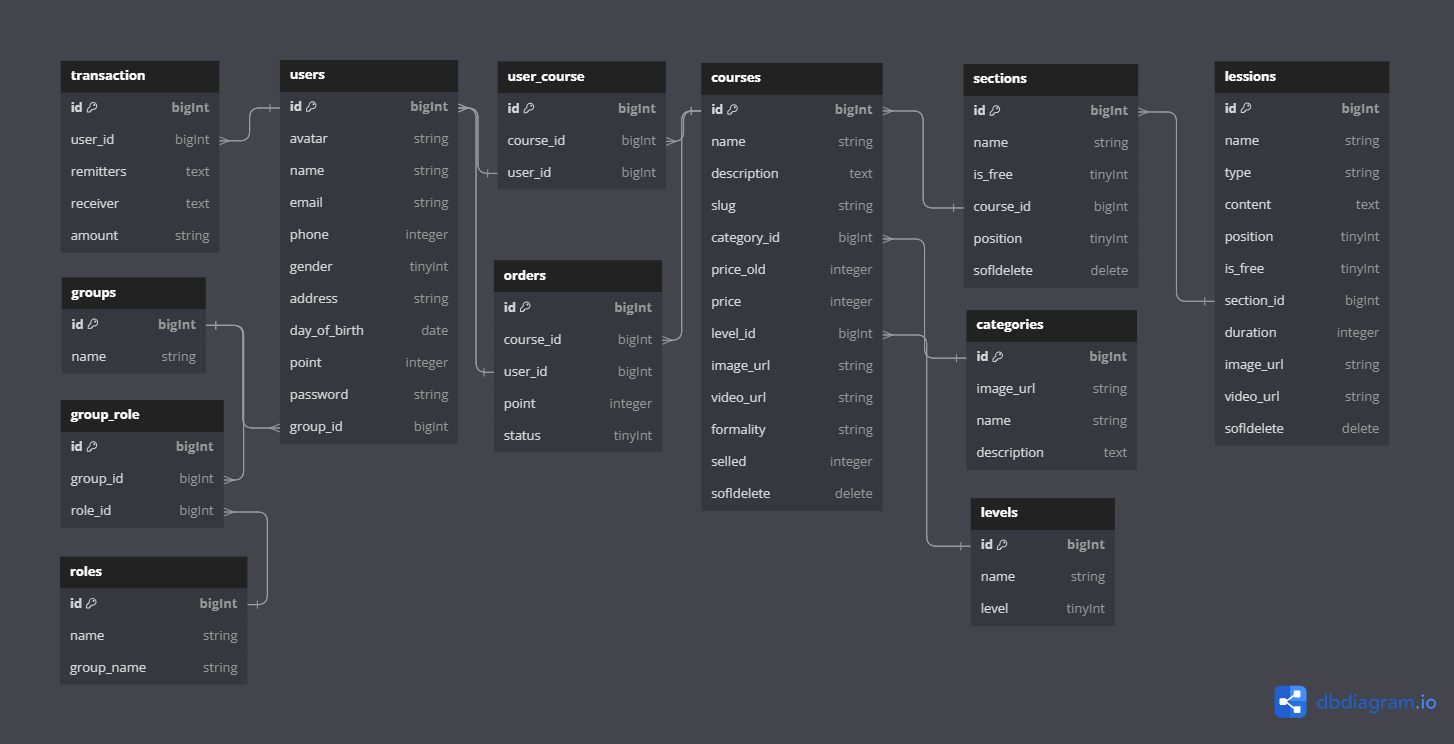 transaction
id bigInt
user_id bigInt
remitters text
receiver text
amount string
groups
id bigInt
name string
group_role
id bigInt
group_id bigInt
role_id bigInt
roles
id bigInt
name string
group_name string
users
id bigInt
avatar string
name string
email string
phone integer
gender tinyInt
address string
day_of_birth date
point integer
password string
group_id bigInt
user_course
id bigInt
course_id bigInt
user_id bigInt
orders
id bigInt
course_id bigInt
user_id bigInt
point integer
status tinyInt
courses
id bigInt
name string
description text
slug string
category_id bigInt
price_old integer
price integer
level_id bigInt
image_url string
video_url string
formality string
selled integer
sofldelete delete
sections
id bigInt
name string
is_free tinyInt
course_id bigInt
position tinyInt
sofldelete delete
categories
id bigInt
image_url string
name string
description text
levels
id bigInt
name string
level tinyInt
lessions
id bigInt
name string
type string
content text
position tinyInt
is_free tinyInt
section_id bigInt
duration integer
image_url string
video_url string
sofldelete delete
dbdiagram.io